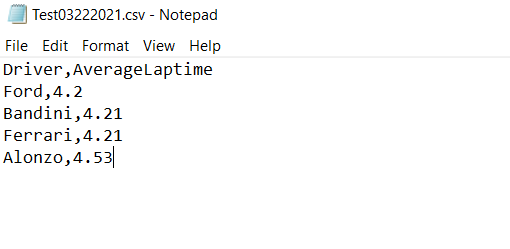 Test03222021.csv - Notepad
File Edit Format View Help
Driver,AverageLaptime
Ford,4.2
Bandini,4.21
Ferrari,4.21
Alonzo,4.53